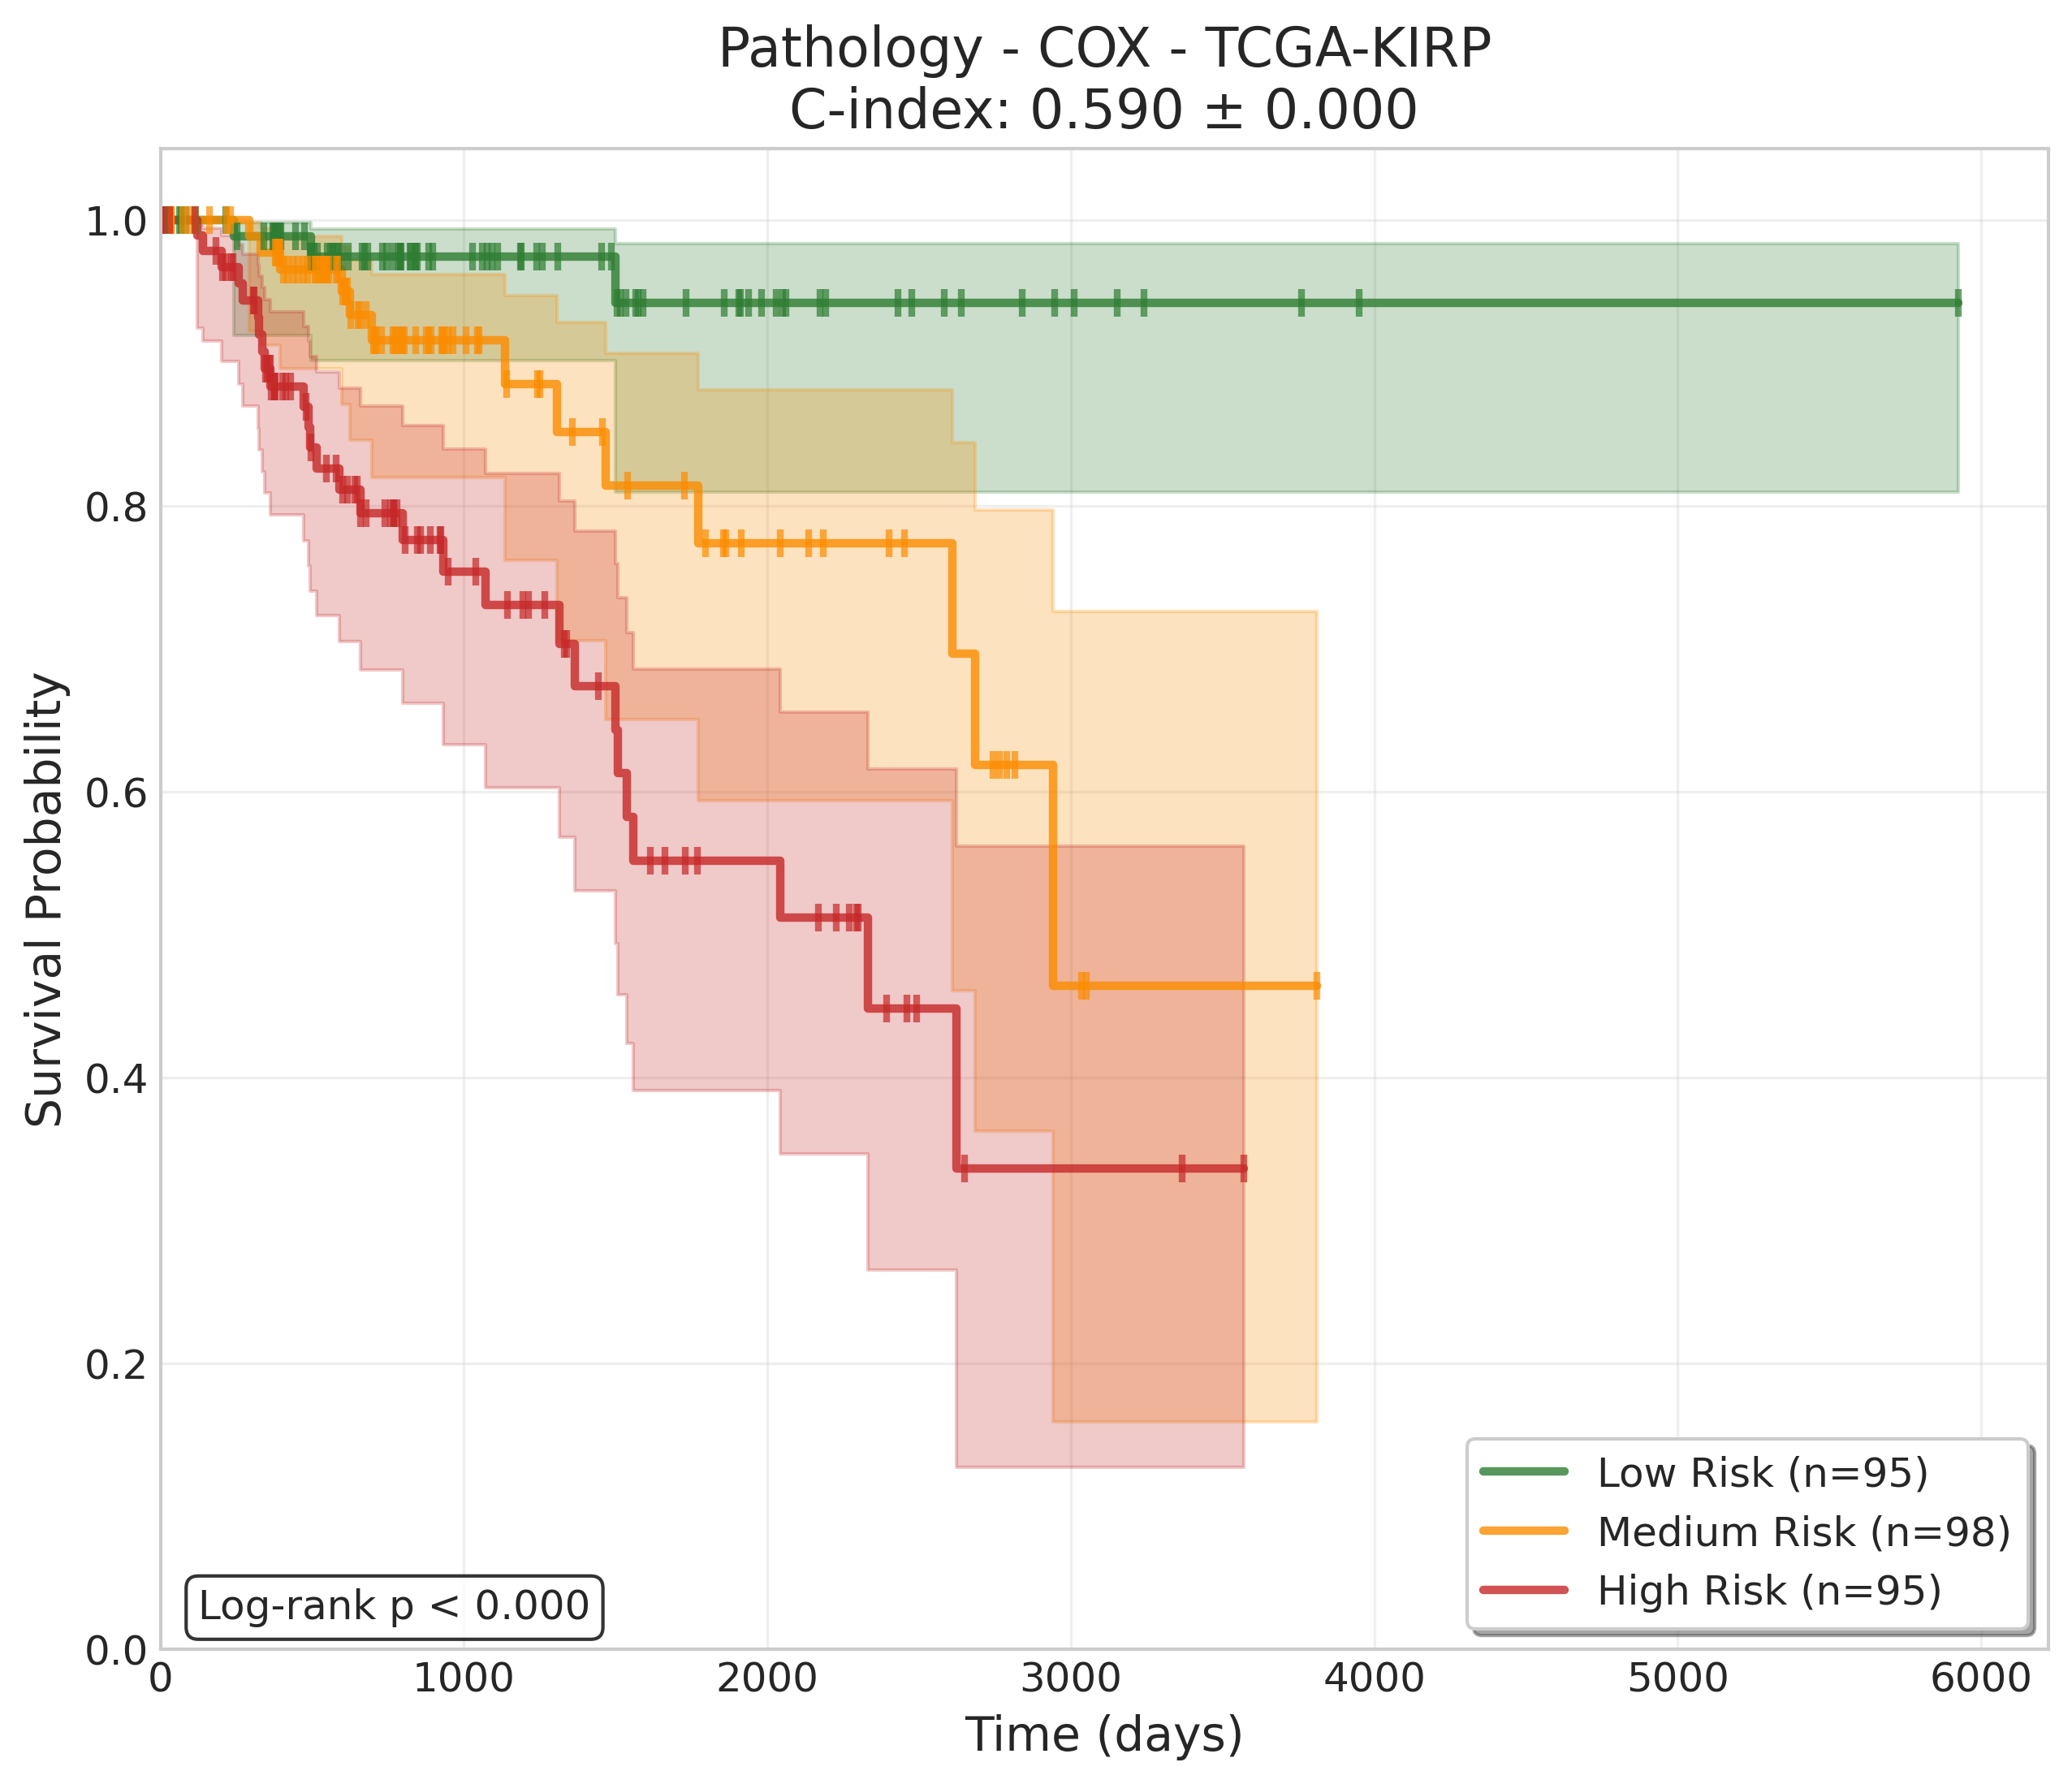 Pathology - COX - TCGA-KIRP
C-index: 0.590 ± 0.000
Survival Probability
1.0
0.8
0.6
0.4
0.2
0.0
0 1000 2000 3000 4000 5000 6000
Time (days)
Log-rank p < 0.000
Low Risk (n=95)
Medium Risk (n=98)
High Risk (n=95)